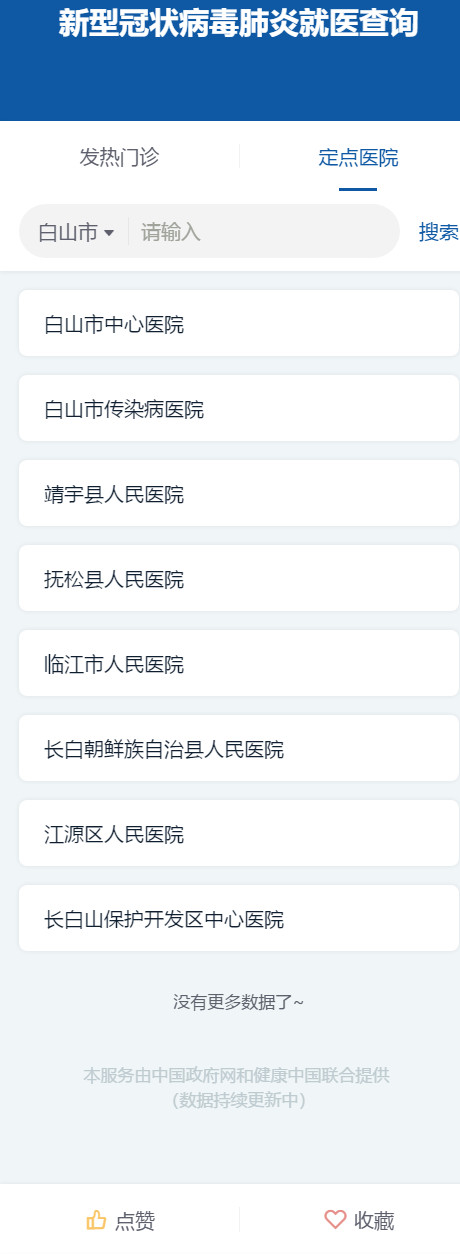 新型冠状病毒肺炎就医查询
发热门诊 定点医院
白山市 请输入 搜索
白山市中心医院
白山市传染病医院
靖宇县人民医院
抚松县人民医院
临江市人民医院
长白朝鲜族自治县人民医院
江源区人民医院
长白山保护开发区中心医院
没有更多数据了~
本服务由中国政府网和健康中国联合提供
（数据持续更新中）
点赞 收藏